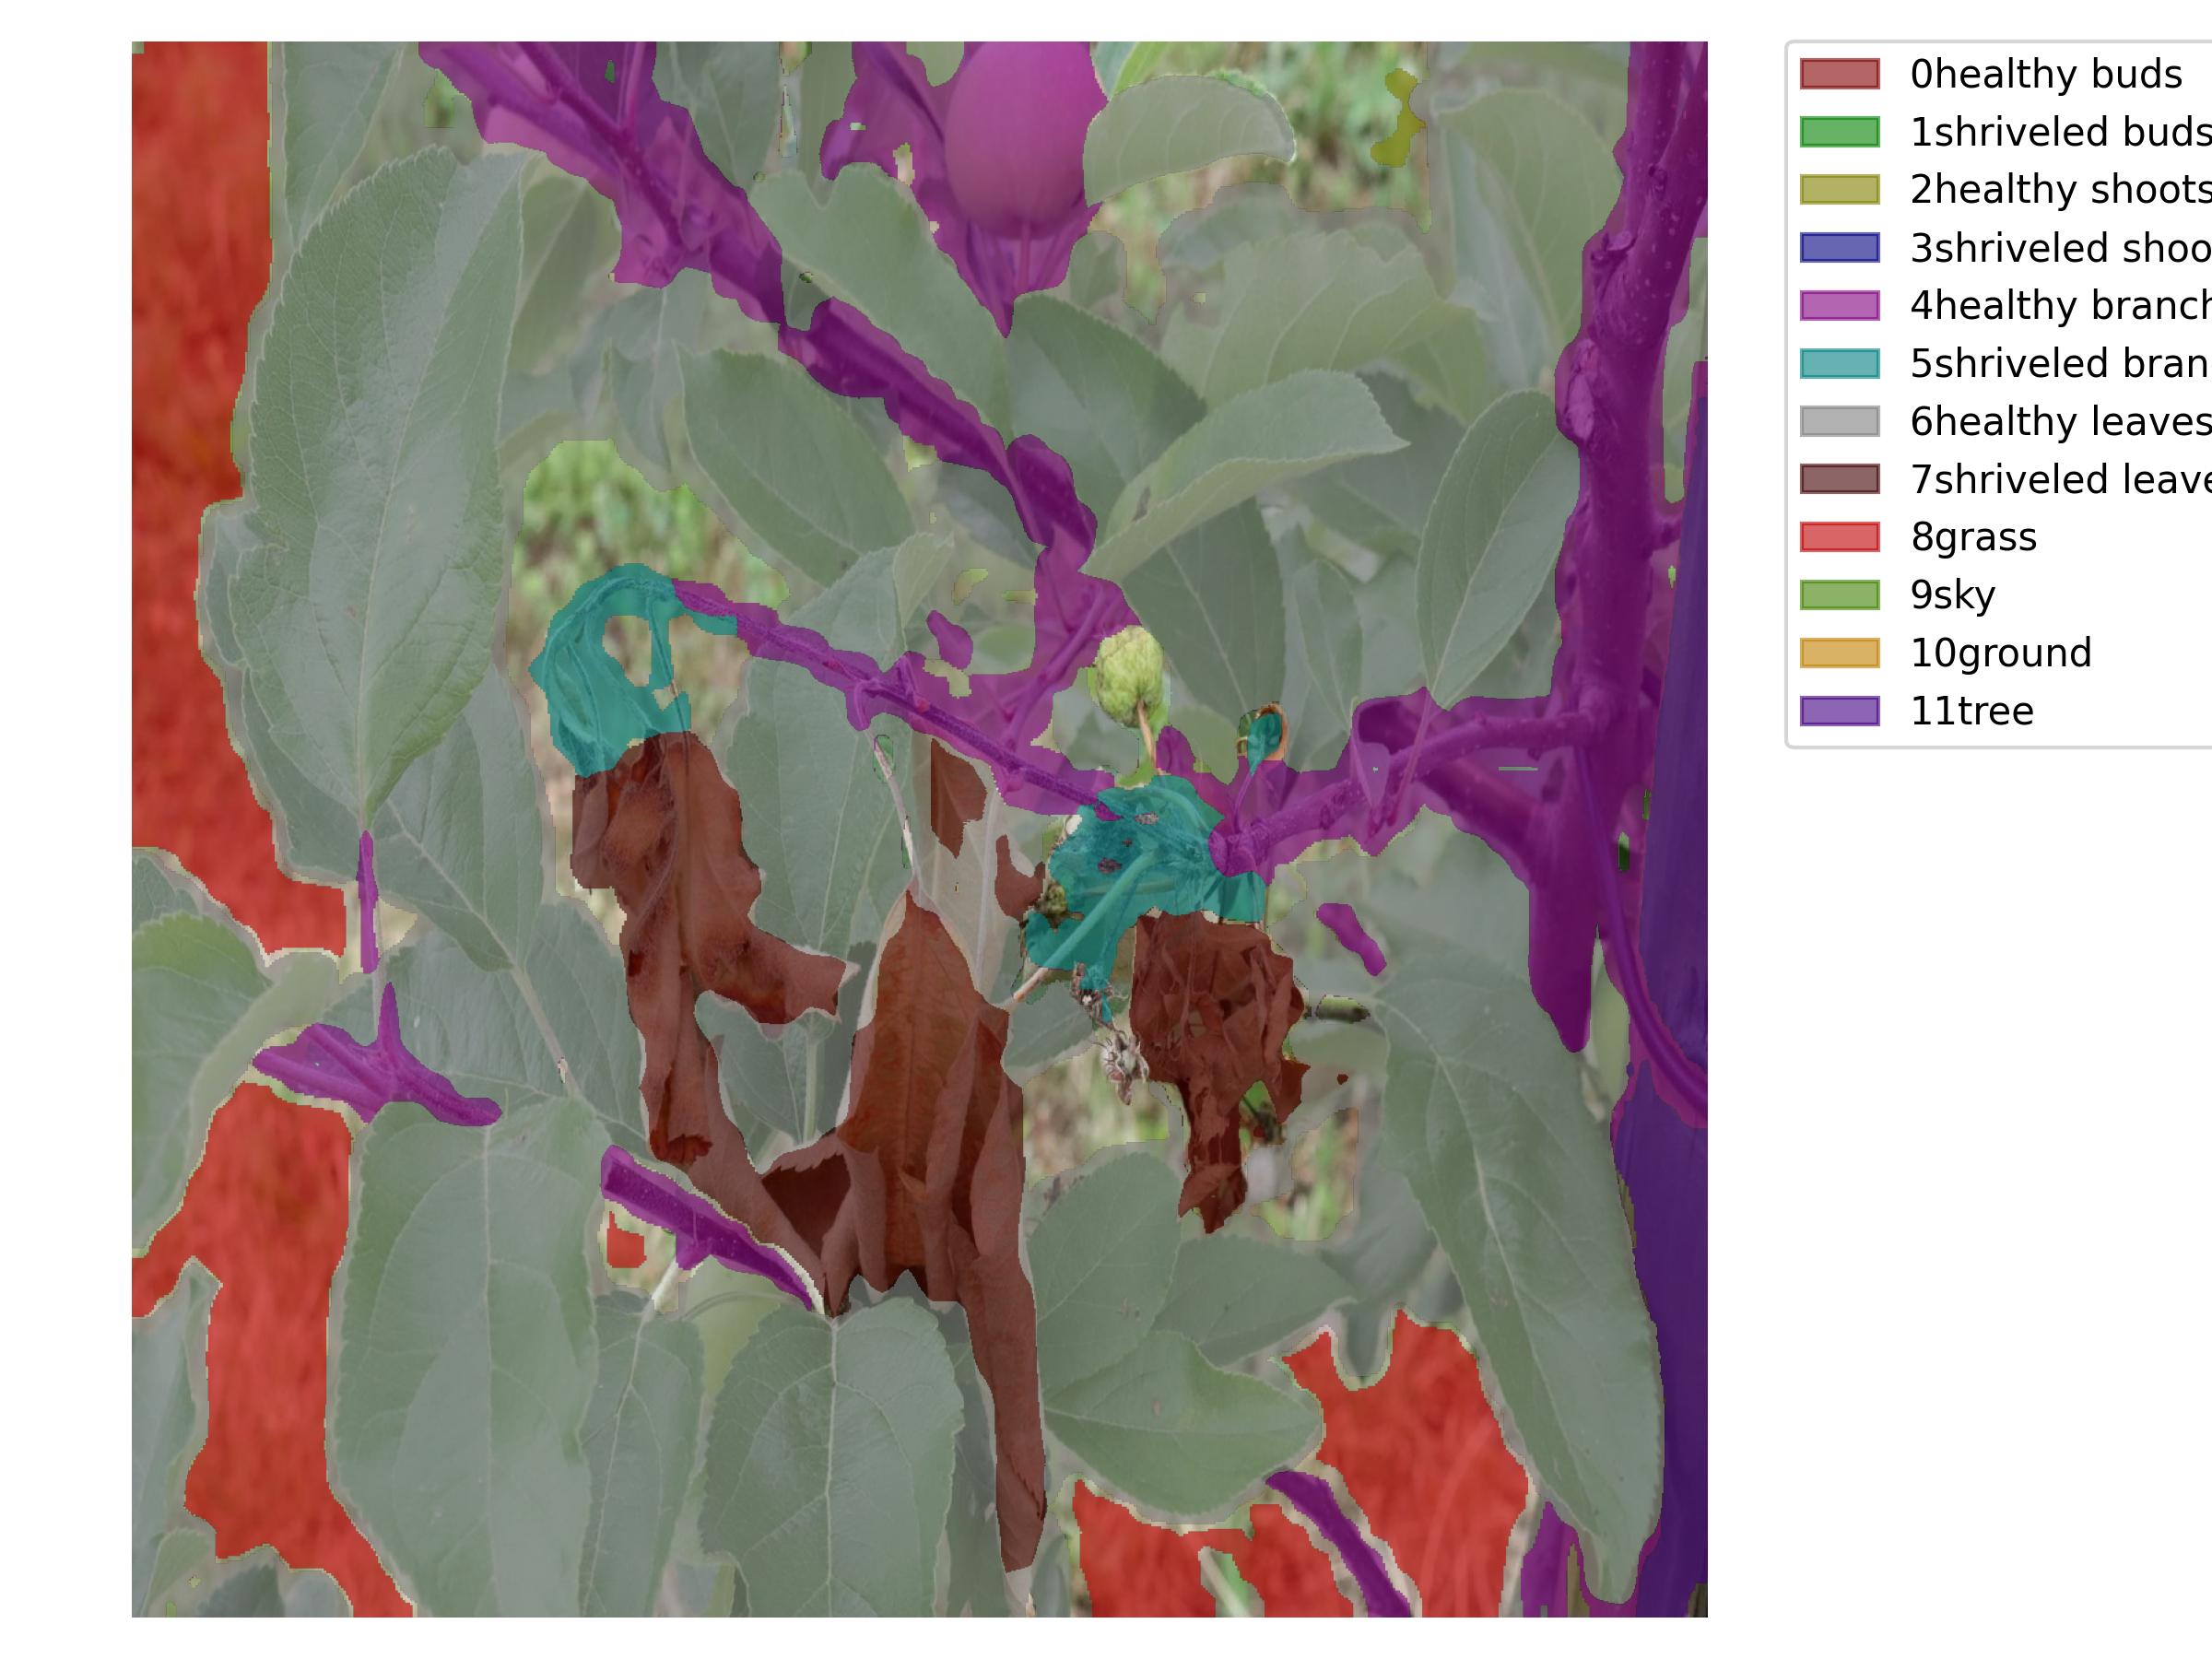 0healthy buds
1shriveled buds
2healthy shoots
3shriveled shoo
4healthy branch
5shriveled bran
6healthy leaves
7shriveled leave
8grass
9sky
10ground
11tree